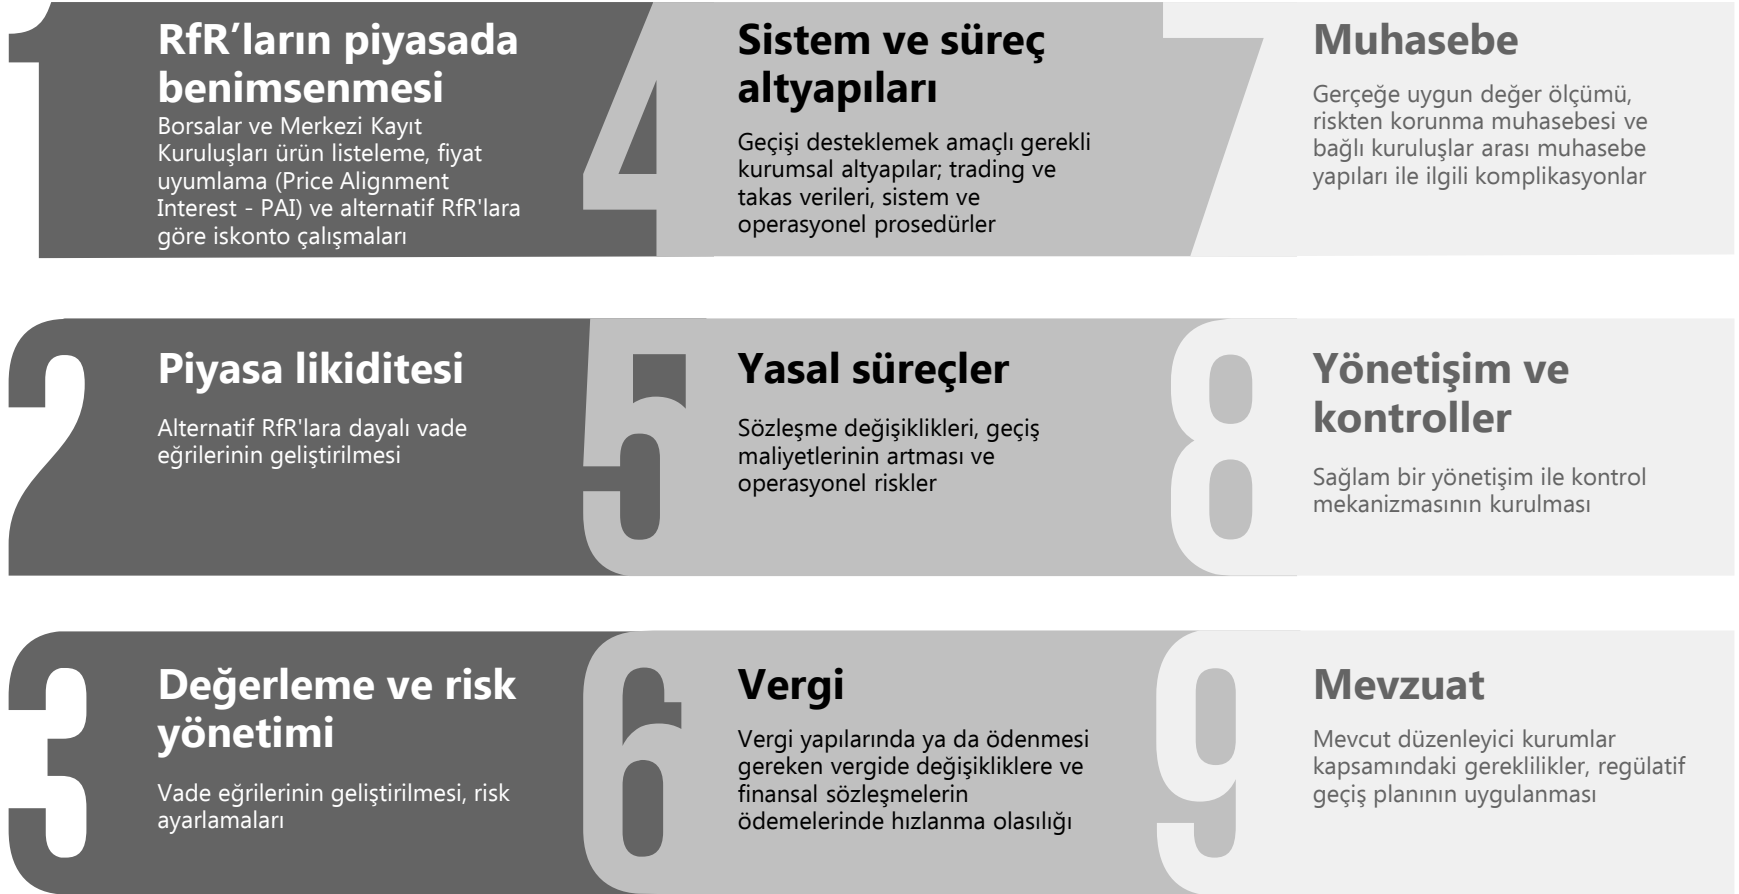 1
RfR’ların piyasada
benimsenmesi
Borsalar ve Merkezi Kayıt
Kuruluşları ürün listeleme, fiyat
uyumlama (Price Alignment
Interest - PAI) ve alternatif RfR'lara
göre iskonto çalışmaları
2
Piyasa likiditesi
Alternatif RfR'lara dayalı vade
eğrilerinin geliştirilmesi
3
Değerleme ve risk
yönetimi
Vade eğrilerinin geliştirilmesi, risk
ayarlamaları
4
Sistem ve süreç
altyapıları
Geçişi desteklemek amaçlı gerekli
kurumsal altyapılar; trading ve
takas verileri, sistem ve
operasyonel prosedürler
5
Yasal süreçler
Sözleşme değişiklikleri, geçiş
maliyetlerinin artması ve
operasyonel riskler
6
Vergi
Vergi yapılarında ya da ödenmesi
gereken vergide değişikliklere ve
finansal sözleşmelerin
ödemelerinde hızlanma olasılığı
7
Muhasebe
Gerçeğe uygun değer ölçümü,
riskten korunma muhasebesi ve
bağlı kuruluşlar arası muhasebe
yapıları ile ilgili komplikasyonlar
8
Yönetişim ve
kontroller
Sağlam bir yönetişim ile kontrol
mekanizmasının kurulması
9
Mevzuat
Mevcut düzenleyici kurumlar
kapsamındaki gereklilikler, regülatif
geçiş planının uygulanması